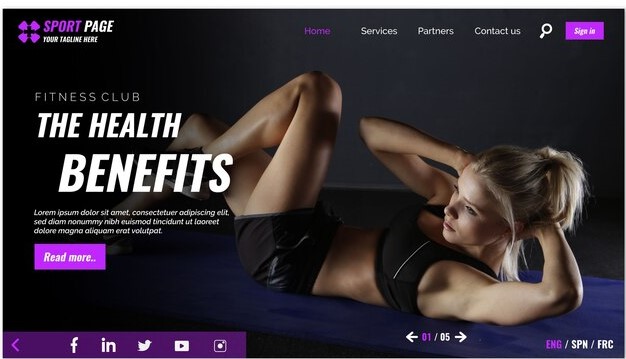 SPORT PAGE
YOUR TAGLINE HERE
Home Services Partners Contact us Sign in
FITNESS CLUB
THE HEALTH
BENEFITS
Lorem ipsum dolor sit amet, consectetuer adipiscing elit,
sed diam nonummy nibh euismod tincidunt ut laoreet
dolore magna aliquam erat volutpat.
Read more..
01 / 05
ENG / SPN / FRC